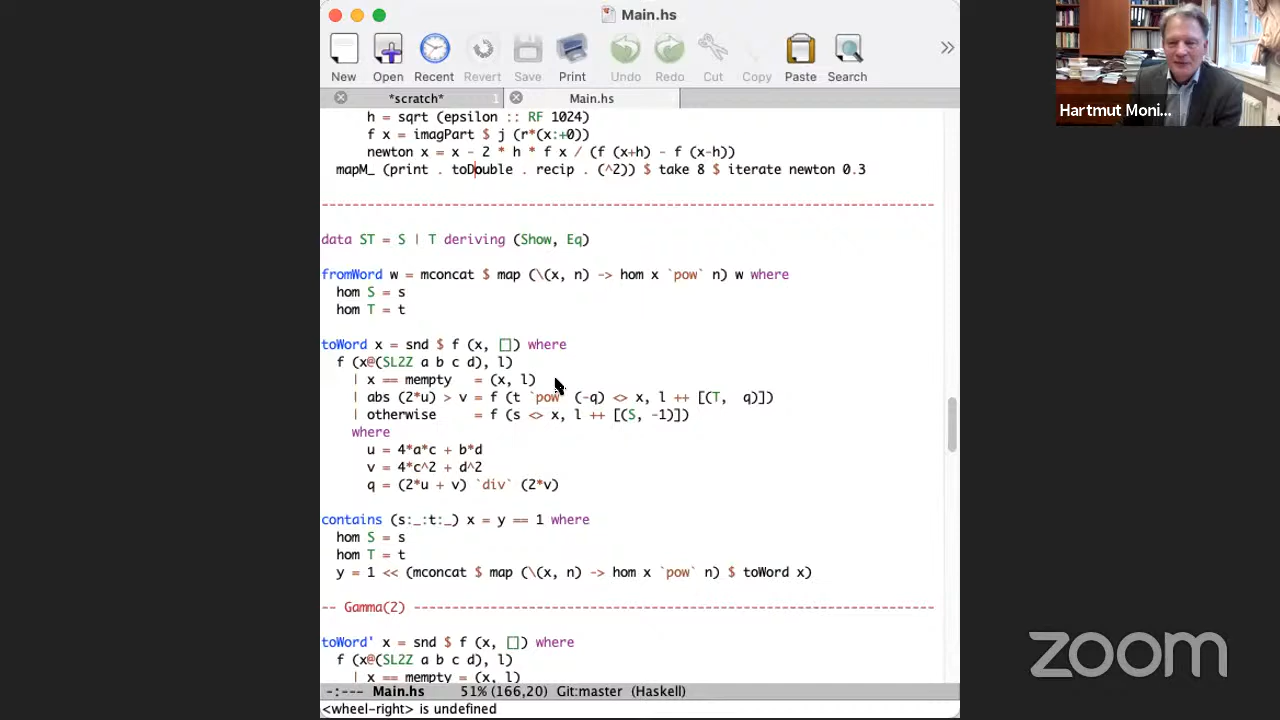 Main.hs
New Open Recent Revert Save Print Undo Redo Cut Copy Paste Search »
*scratch* 1 Main.hs
h = sqrt (epsilon :: RF 1024)
f x = imagPart $ j (r*(x:+0))
newton x = x - 2 * h * f x / (f (x+h) - f (x-h))
mapM_ (print . toDouble . recip . (^2)) $ take 8 $ iterate newton 0.3
--------------------------------------------------------------------------------
data ST = S | T deriving (Show, Eq)
fromWord w = mconcat $ map (\(x, n) -> hom x `pow` n) w where
hom S = s
hom T = t
toWord x = snd $ f (x, []) where
f (x@(SL2Z a b c d), l)
| x == mempty   = (x, l)
| abs (2*u) > v = f (t `pow` (-q) <> x, l ++ [(T,  q)])
| otherwise     = f (s <> x, l ++ [(S, -1)])
where
u = 4*a*c + b*d
v = 4*c^2 + d^2
q = (2*u + v) `div` (2*v)
contains (s:_:t:_) x = y == 1 where
hom S = s
hom T = t
y = 1 << (mconcat $ map (\(x, n) -> hom x `pow` n) $ toWord x)
-- Gamma(2) --------------------------------------------------------------------
toWord' x = snd $ f (x, []) where
f (x@(SL2Z a b c d), l)
| x == mempty = (x, l)
-:--- Main.hs 51% (166,20) Git:master (Haskell)
<wheel-right> is undefined
Hartmut Moni...
zoom